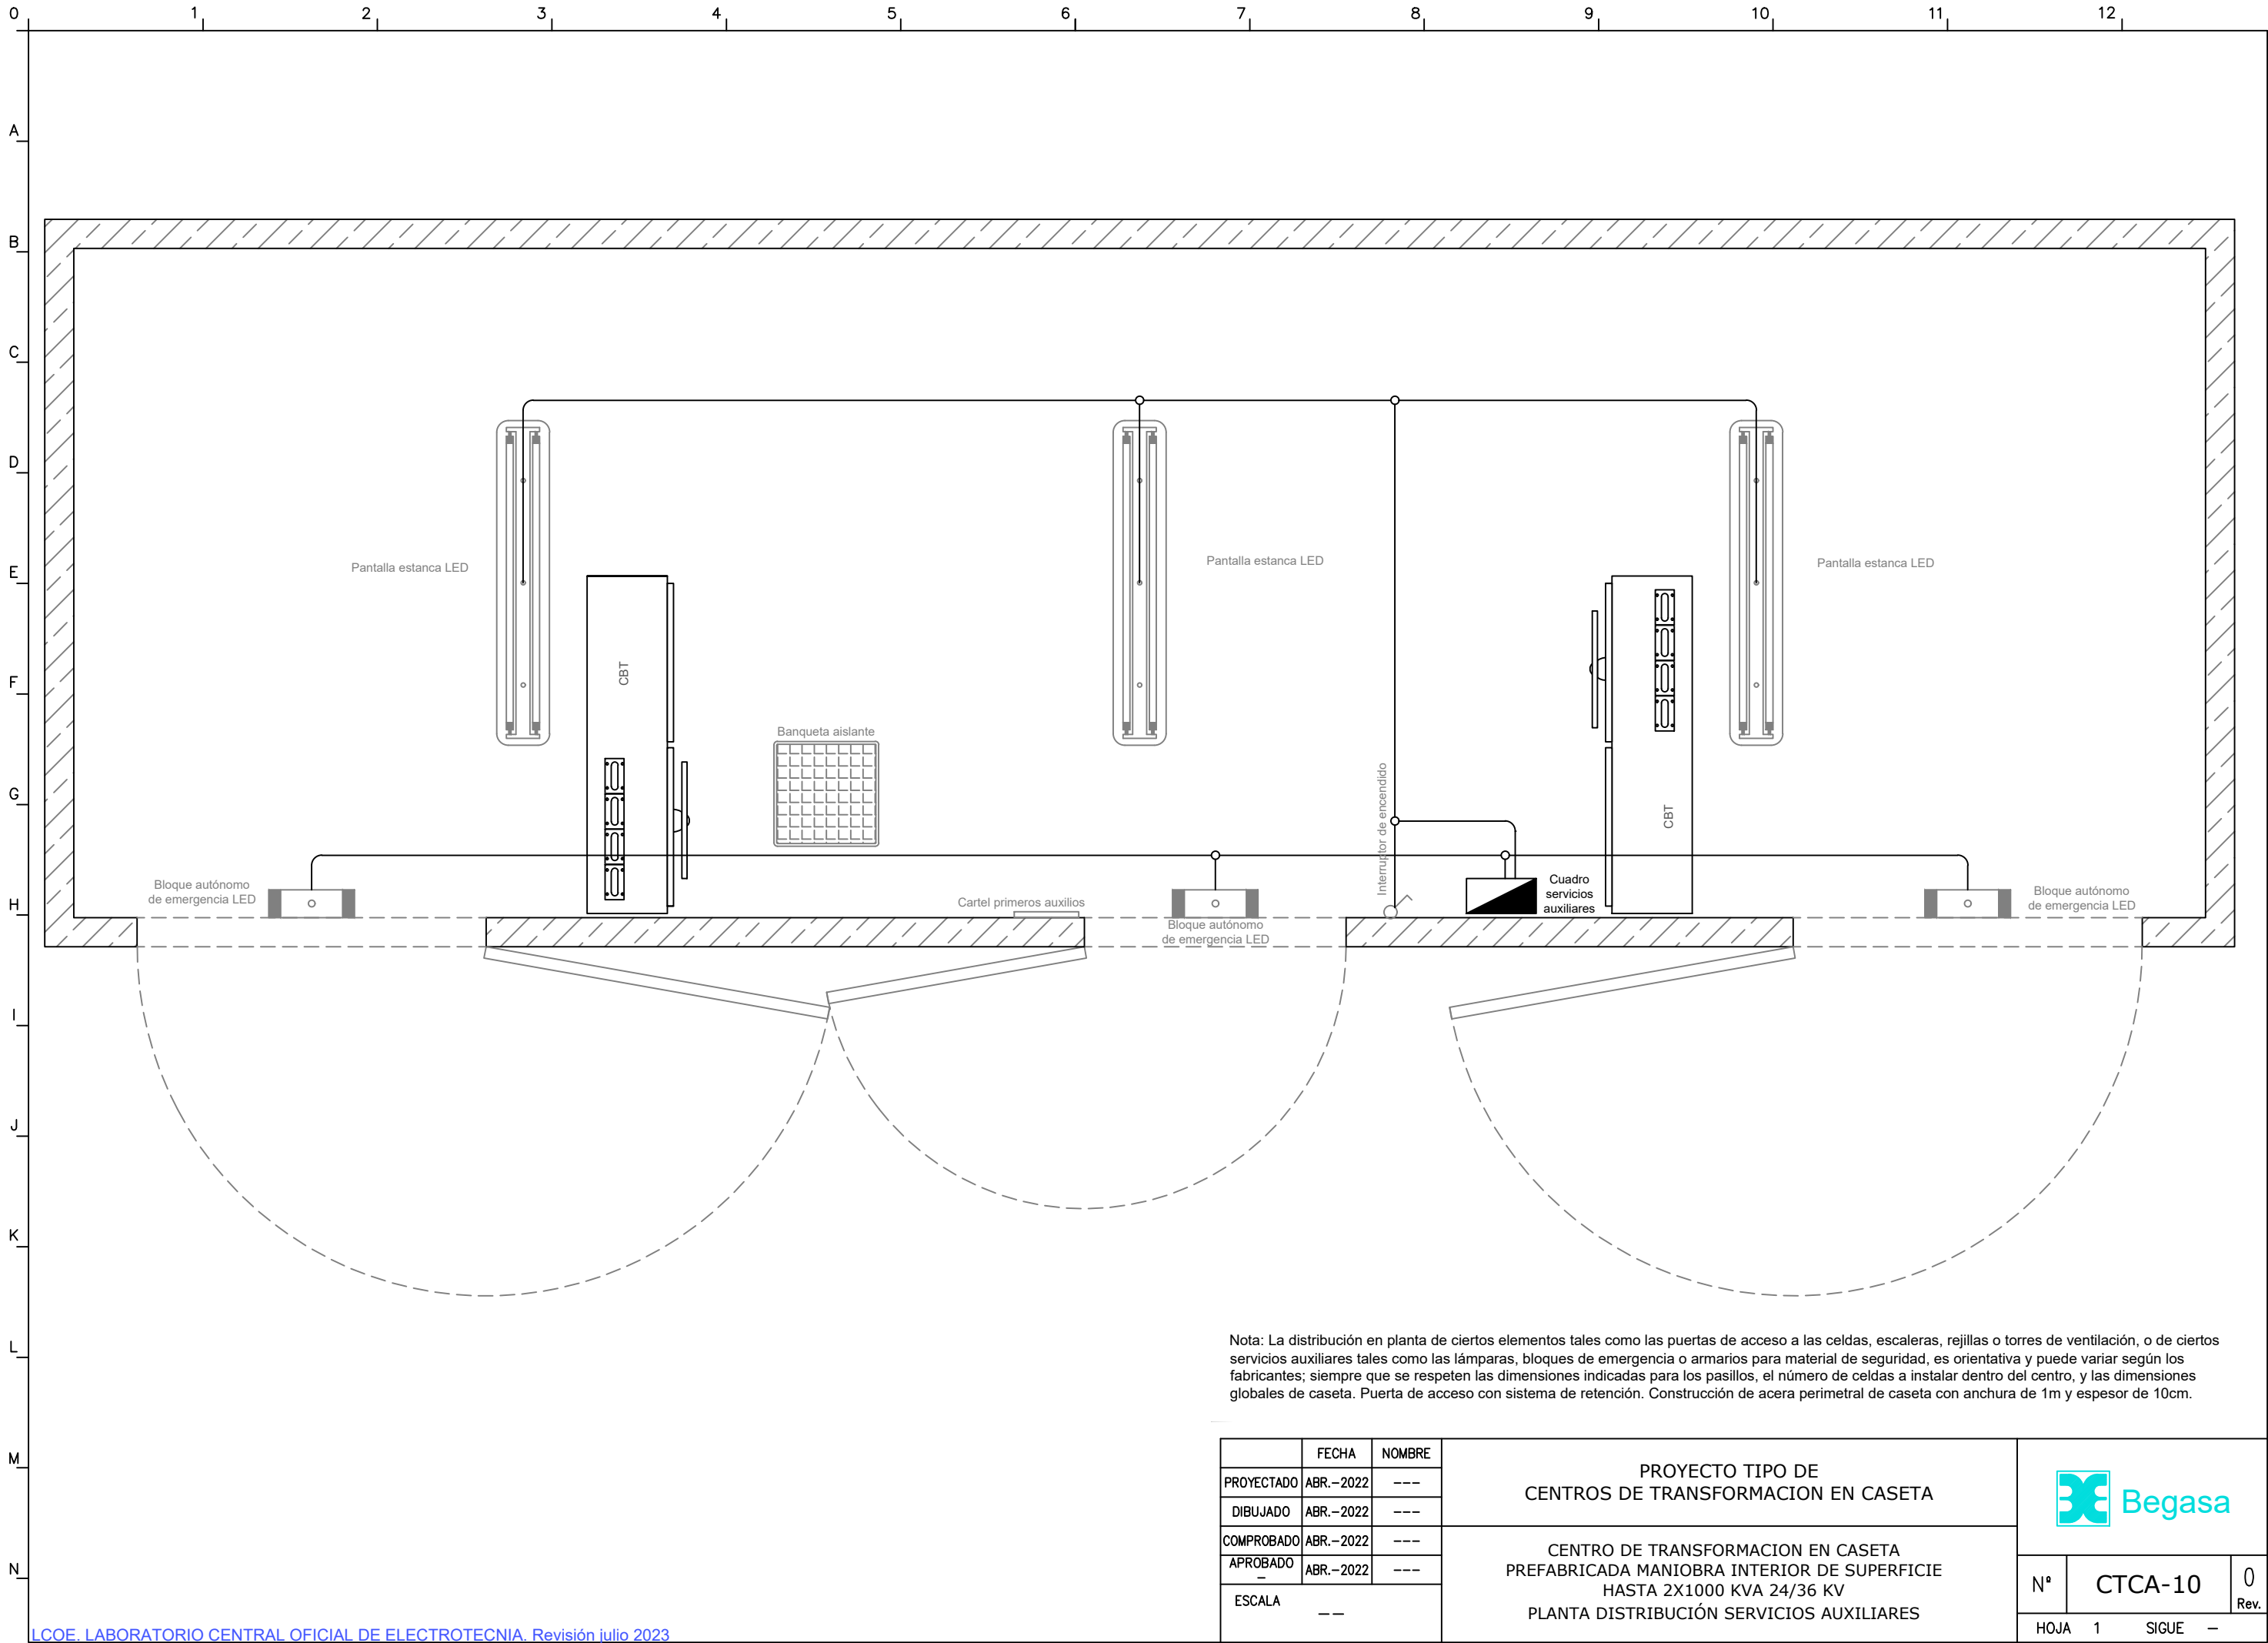 0 1 2 3 4 5 6 7 8 9 10 11 12
A
B
C
D
E
F
G
H
I
J
K
L
M
N
Pantalla estanca LED
Pantalla estanca LED
Pantalla estanca LED
CBT
CBT
Banqueta aislante
Interruptor de encendido
Bloque autónomo
de emergencia LED
Cartel primeros auxilios
Bloque autónomo
de emergencia LED
Cuadro
servicios
auxiliares
Bloque autónomo
de emergencia LED
Nota: La distribución en planta de ciertos elementos tales como las puertas de acceso a las celdas, escaleras, rejillas o torres de ventilación, o de ciertos
servicios auxiliares tales como las lámparas, bloques de emergencia o armarios para material de seguridad, es orientativa y puede variar según los
fabricantes; siempre que se respeten las dimensiones indicadas para los pasillos, el número de celdas a instalar dentro del centro, y las dimensiones
globales de caseta. Puerta de acceso con sistema de retención. Construcción de acera perimetral de caseta con anchura de 1m y espesor de 10cm.
FECHA NOMBRE
PROYECTADO ABR.-2022 ---
DIBUJADO ABR.-2022 ---
COMPROBADO ABR.-2022 ---
APROBADO - ABR.-2022 ---
ESCALA --
PROYECTO TIPO DE
CENTROS DE TRANSFORMACION EN CASETA
CENTRO DE TRANSFORMACION EN CASETA
PREFABRICADA MANIOBRA INTERIOR DE SUPERFICIE
HASTA 2X1000 KVA 24/36 KV
PLANTA DISTRIBUCIÓN SERVICIOS AUXILIARES
Begasa
Nº CTCA-10 0 Rev.
HOJA 1 SIGUE -
LCOE. LABORATORIO CENTRAL OFICIAL DE ELECTROTECNIA. Revisión julio 2023